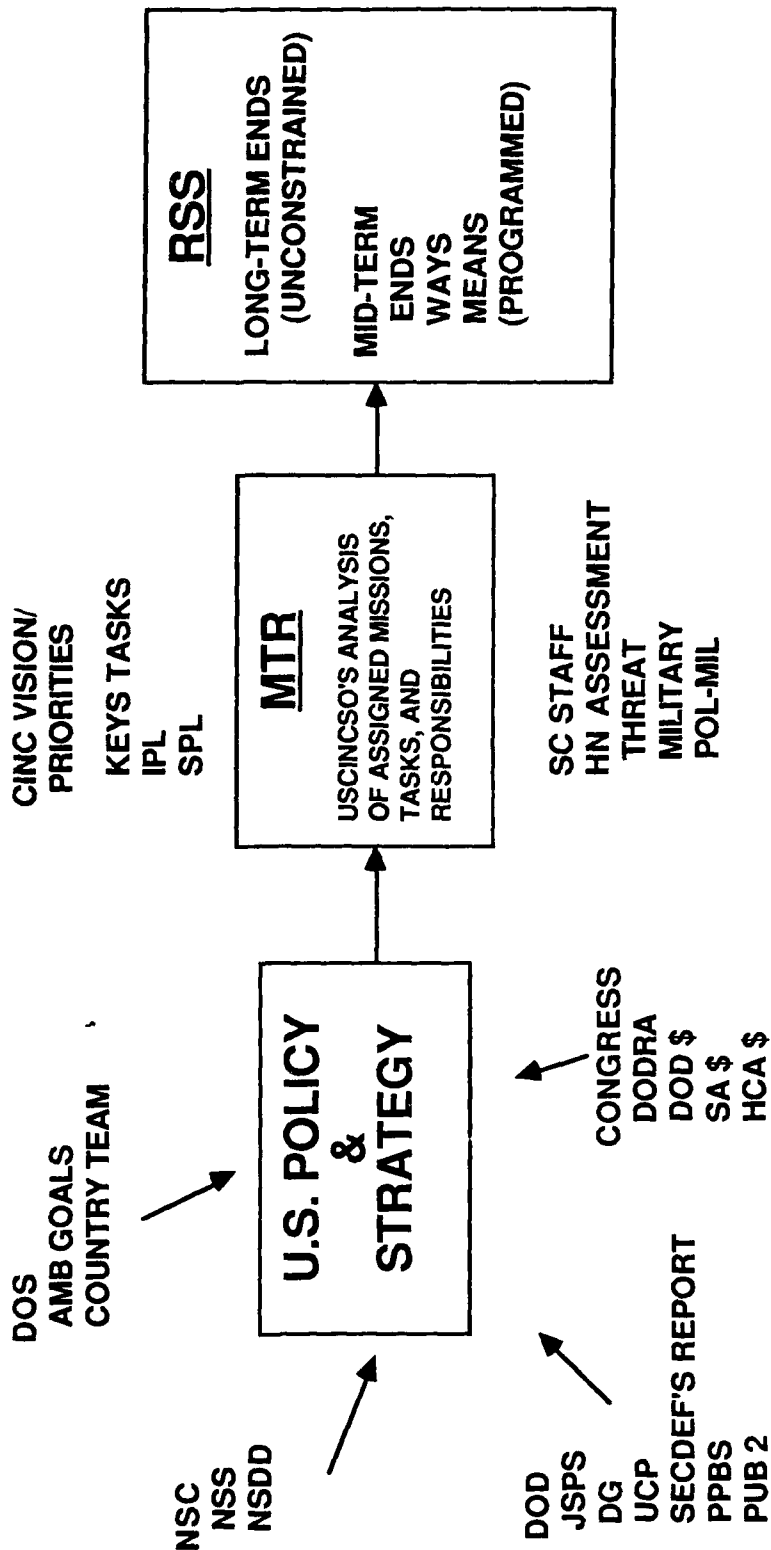 NSC
NSS
NSDD
DOS
AMB GOALS
COUNTRY TEAM
DOD
JSPS
DG
UCP
SECDEF'S REPORT
PPBS
PUB 2
CONGRESS
DODRA
DOD $
SA $
HCA $
U.S. POLICY
&
STRATEGY
CINC VISION/
PRIORITIES
KEYS TASKS
IPL
SPL
MTR
USCINCSO'S ANALYSIS
OF ASSIGNED MISSIONS,
TASKS, AND
RESPONSIBILITIES
SC STAFF
HN ASSESSMENT
THREAT
MILITARY
POL-MIL
RSS
LONG-TERM ENDS
(UNCONSTRAINED)
MID-TERM
ENDS
WAYS
MEANS
(PROGRAMMED)